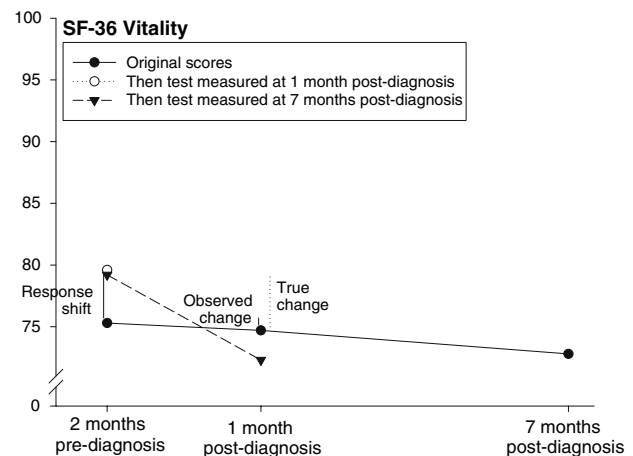 SF-36 Vitality
Original scores
Then test measured at 1 month post-diagnosis
Then test measured at 7 months post-diagnosis
100
95
90
85
80
75
0
Response
shift
Observed
change
True
change
2 months
pre-diagnosis
1 month
post-diagnosis
7 months
post-diagnosis